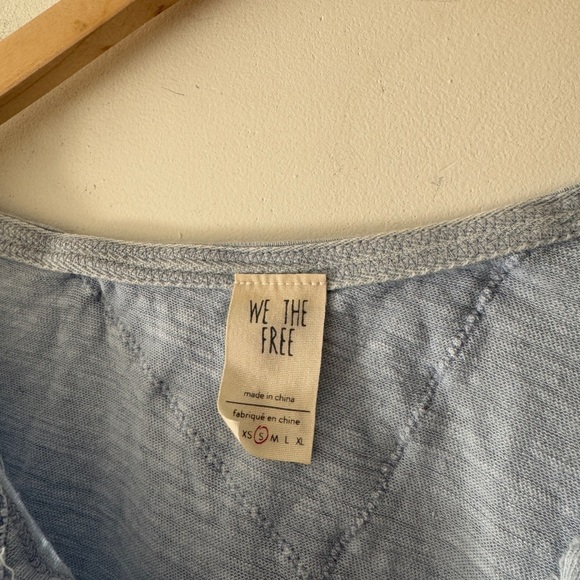 WE THE
FREE
made in china
fabriqué en chine
XS S M L XL